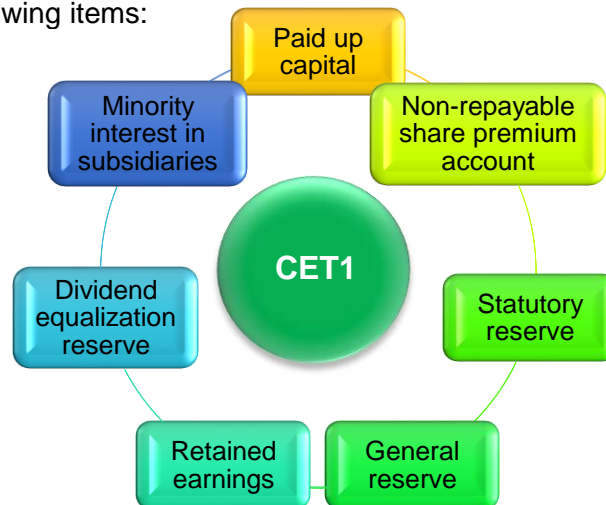 wing items:
Paid up
capital
Non-repayable
share premium
account
Statutory
reserve
General
reserve
Retained
earnings
Dividend
equalization
reserve
Minority
interest in
subsidiaries
CET1